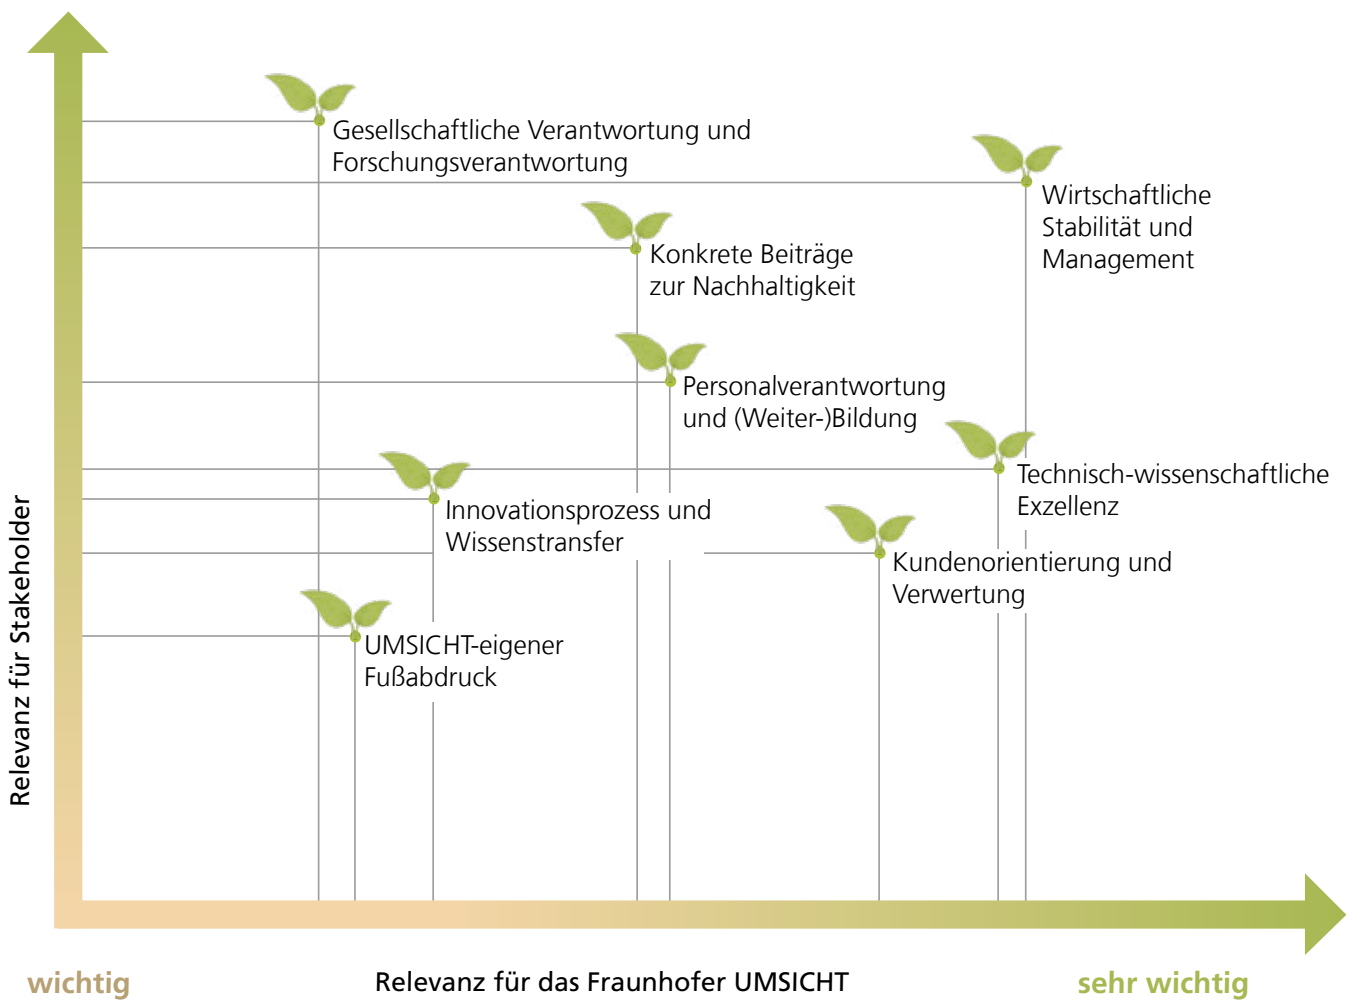 Gesellschaftliche Verantwortung und
Forschungsverantwortung
Wirtschaftliche
Stabilität und
Management
Konkrete Beiträge
zur Nachhaltigkeit
Personalverantwortung
und (Weiter-)Bildung
Technisch-wissenschaftliche
Exzellenz
Innovationsprozess und
Wissenstransfer
Kundenorientierung und
Verwertung
UMSICHT-eigener
Fußabdruck
Relevanz für Stakeholder
wichtig
Relevanz für das Fraunhofer UMSICHT
sehr wichtig